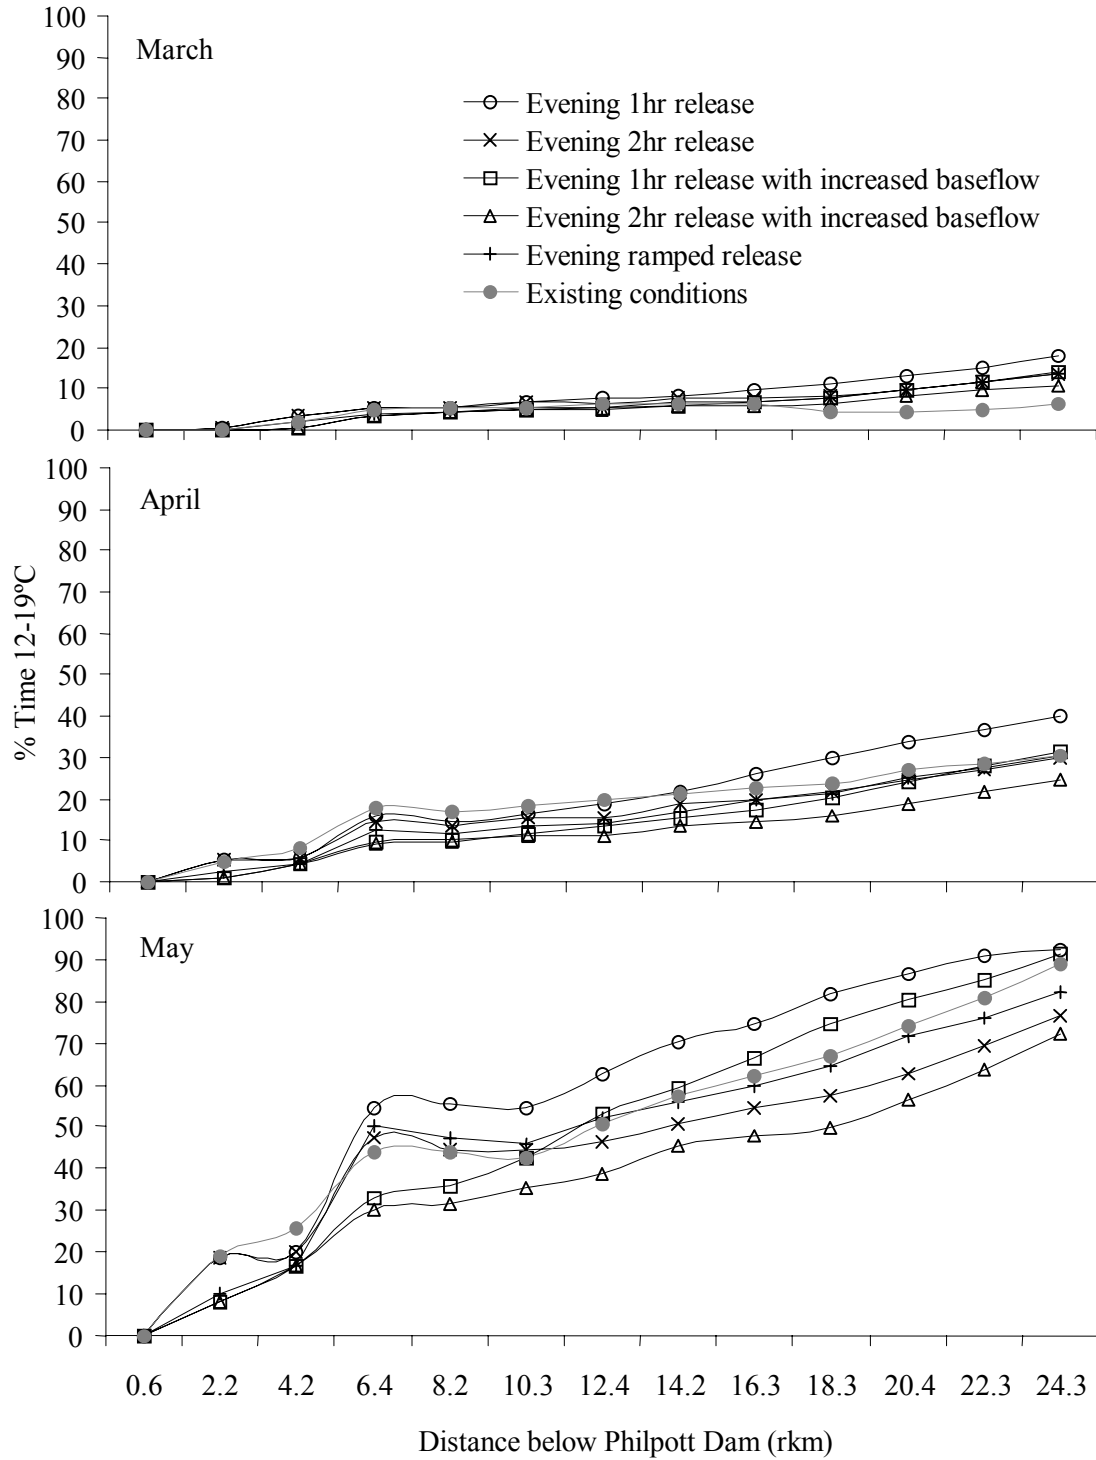 100
90
80
70
60
50
40
30
20
10
0
March
Evening 1hr release
Evening 2hr release
Evening 1hr release with increased baseflow
Evening 2hr release with increased baseflow
Evening ramped release
Existing conditions
% Time 12-19ºC
100
90
80
70
60
50
40
30
20
10
0
April
100
90
80
70
60
50
40
30
20
10
0
May
0.6 2.2 4.2 6.4 8.2 10.3 12.4 14.2 16.3 18.3 20.4 22.3 24.3
Distance below Philpott Dam (rkm)